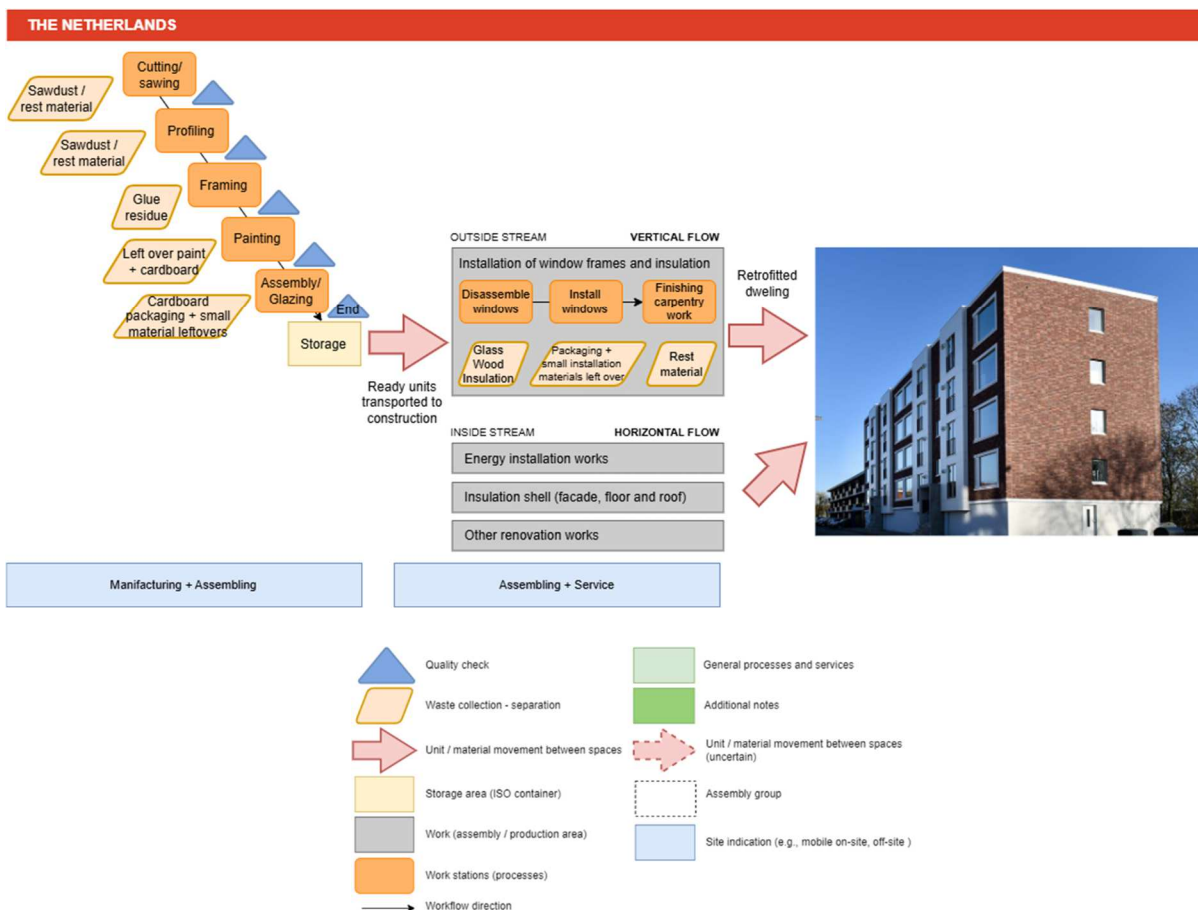 THE NETHERLANDS
Cutting/
sawing
Sawdust /
rest material
Profiling
Sawdust /
rest material
Framing
Glue
residue
Painting
Left over paint
+ cardboard
Assembly/
Glazing
Cardboard
packaging + small
material leftovers
End
Storage
Ready units
transported to
construction
OUTSIDE STREAM
VERTICAL FLOW
Installation of window frames and insulation
Disassemble
windows
Install
windows
Finishing
carpentry
work
Glass
Wood
Insulation
Packaging +
small installation
materials left over
Rest
material
Retrofitted
dweling
INSIDE STREAM
HORIZONTAL FLOW
Energy installation works
Insulation shell (facade, floor and roof)
Other renovation works
Manifacturing + Assembling
Assembling + Service
Quality check
Waste collection - separation
Unit / material movement between spaces
Storage area (ISO container)
Work (assembly / production area)
Work stations (processes)
Workflow direction
General processes and services
Additional notes
Unit / material movement between spaces
(uncertain)
Assembly group
Site indication (e.g., mobile on-site, off-site )